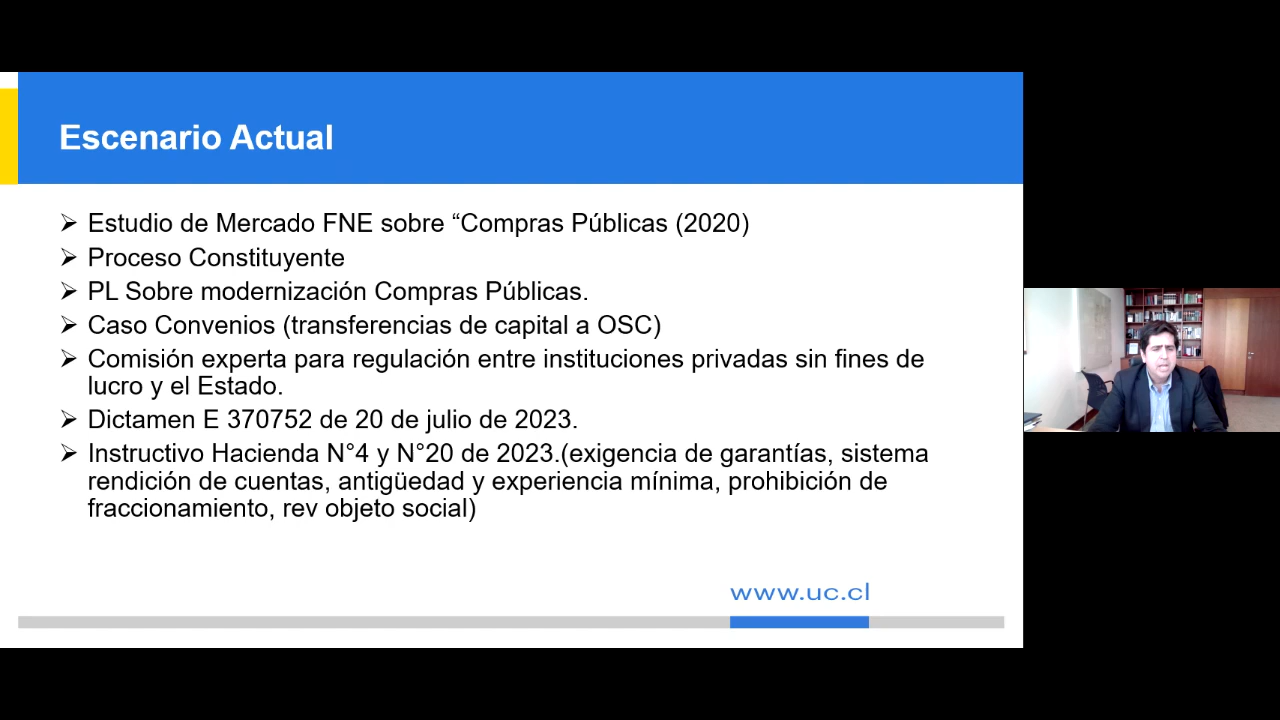 Escenario Actual
➢ Estudio de Mercado FNE sobre “Compras Públicas (2020)
➢ Proceso Constituyente
➢ PL Sobre modernización Compras Públicas.
➢ Caso Convenios (transferencias de capital a OSC)
➢ Comisión experta para regulación entre instituciones privadas sin fines de
lucro y el Estado.
➢ Dictamen E 370752 de 20 de julio de 2023.
➢ Instructivo Hacienda N°4 y N°20 de 2023.(exigencia de garantías, sistema
rendición de cuentas, antigüedad y experiencia mínima, prohibición de
fraccionamiento, rev objeto social)
www.uc.cl